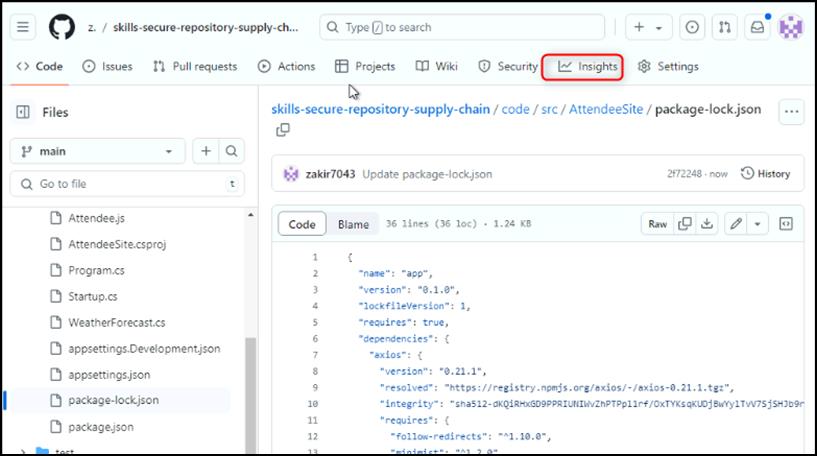 z. / skills-secure-repository-supply-ch...
Type / to search
Code
Issues
Pull requests
Actions
Projects
Wiki
Security
Insights
Settings
Files
main
Go to file
t
Attendee.js
AttendeeSite.csproj
Program.cs
Startup.cs
WeatherForecast.cs
appsettings.Development.json
appsettings.json
package-lock.json
package.json
test
skills-secure-repository-supply-chain / code / src / AttendeeSite / package-lock.json
zakir7043 Update package-lock.json 2f72248 · now History
Code Blame 36 lines (36 loc) · 1.24 KB Raw
1 {
2 "name": "app",
3 "version": "0.1.0",
4 "lockfileVersion": 1,
5 "requires": true,
6 "dependencies": {
7 "axios": {
8 "version": "0.21.1",
9 "resolved": "https://registry.npmjs.org/axios/-/axios-0.21.1.tgz",
10 "integrity": "sha512-dKQiRHxGD9PPRIUNIWvZhPTPpl1rf/OxTYKsqKUDjBwYylTvV7SjSHJb9r
11 "requires": {
12 "follow-redirects": "^1.10.0",
13 "minimist": "^1.2.0"